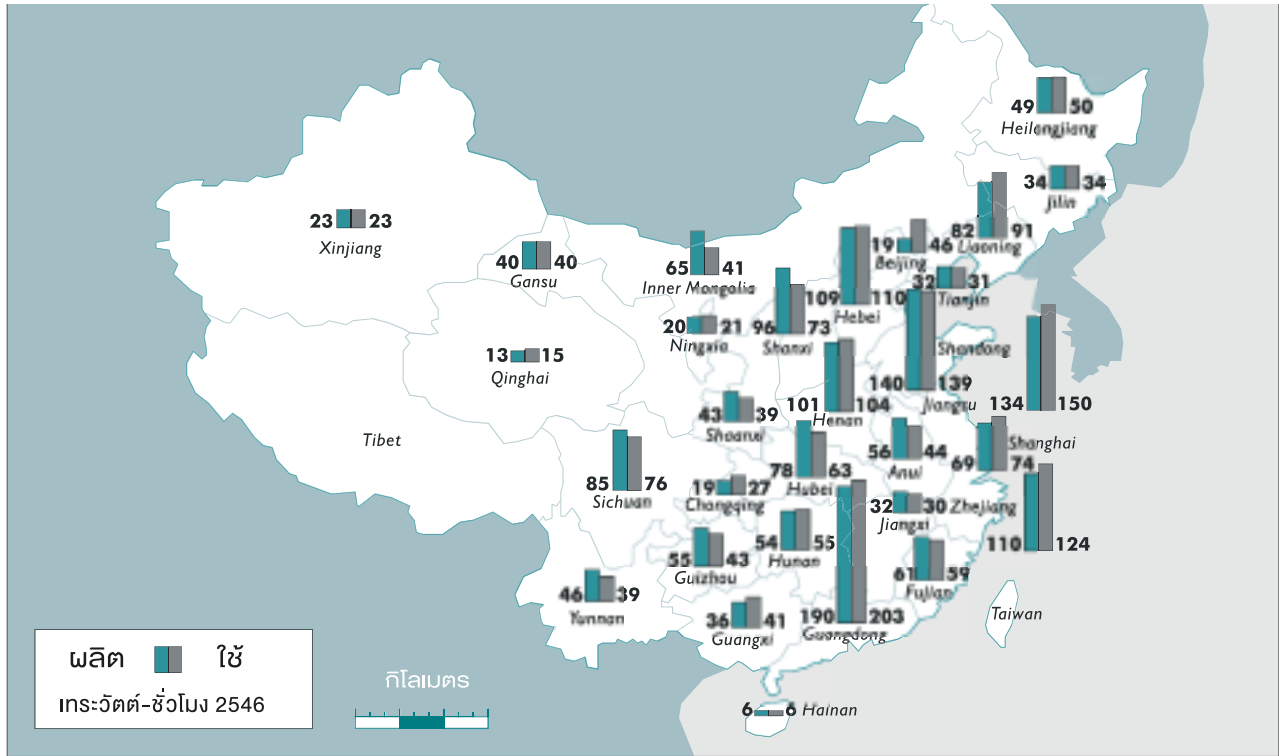 49 50
Heilongjiang
34 34
Jilin
82 91
Liaoning
23 23
Xinjiang
40 40
Gansu
65 41
Inner Mongolia
19 46
Beijing
32 31
Tianjin
109 110
Hebei
96 73
Shanxi
20 21
Ningxia
13 15
Qinghai
Shandong
140 139
Jiangsu
134 150
101 104
Henan
43 39
Shaanxi
Tibet
56 44
Anui
Shanghai
69 74
85 76
Sichuan
78 63
Hubei
19 27
Chongqing
32 30
Jiangxi
Zhejiang
110 124
54 55
Hunan
55 43
Guizhou
61 59
Fujian
46 39
Yunnan
36 41
Guangxi
190 203
Guangdong
Taiwan
6 6 Hainan
ผลิต ใช้
เทระวัตต์-ชั่วโมง 2546
กิโลเมตร